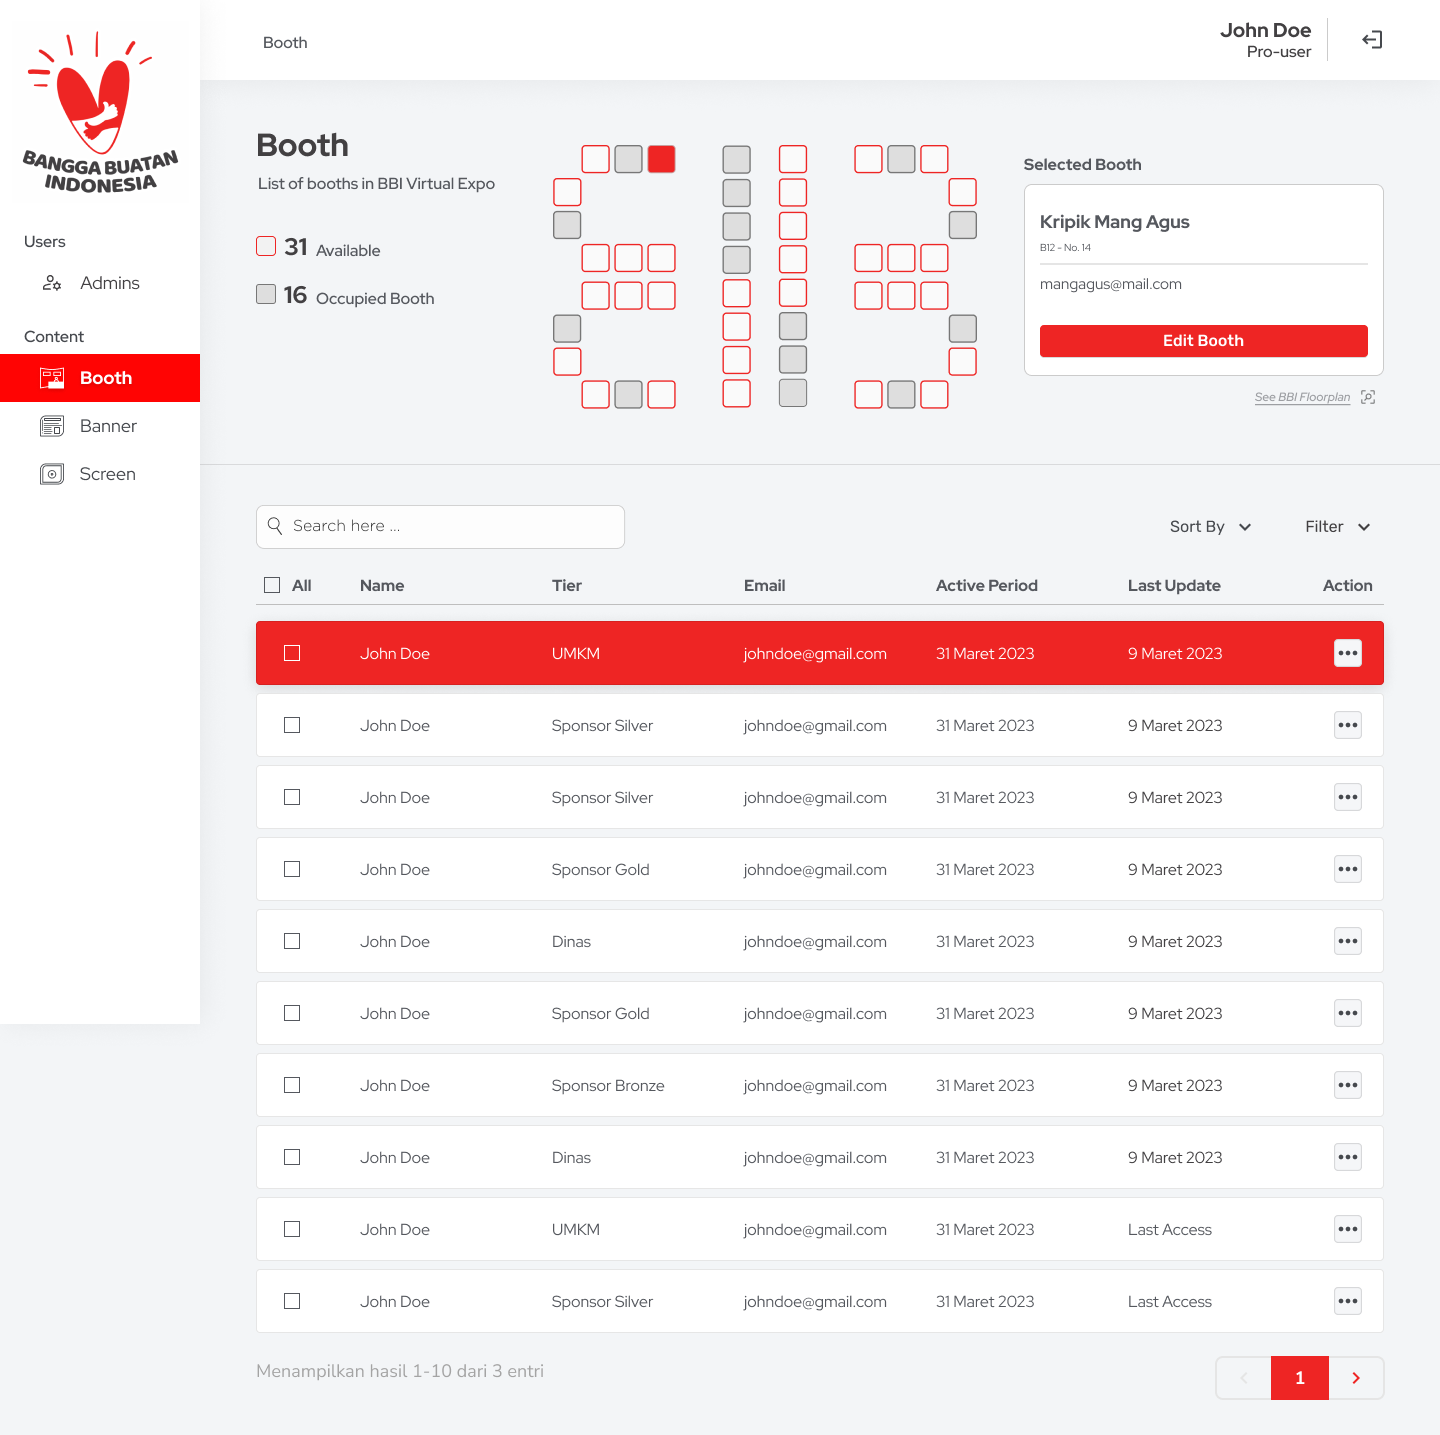 BANGGA BUATAN
INDONESIA
Users
Admins
Content
Booth
Banner
Screen
Booth
John Doe
Pro-user
Booth
List of booths in BBI Virtual Expo
31 Available
16 Occupied Booth
Selected Booth
Kripik Mang Agus
B12 - No. 14
mangagus@mail.com
Edit Booth
See BBI Floorplan
Search here ...
Sort By
Filter
All Name Tier Email Active Period Last Update Action
John Doe UMKM johndoe@gmail.com 31 Maret 2023 9 Maret 2023
John Doe Sponsor Silver johndoe@gmail.com 31 Maret 2023 9 Maret 2023
John Doe Sponsor Silver johndoe@gmail.com 31 Maret 2023 9 Maret 2023
John Doe Sponsor Gold johndoe@gmail.com 31 Maret 2023 9 Maret 2023
John Doe Dinas johndoe@gmail.com 31 Maret 2023 9 Maret 2023
John Doe Sponsor Gold johndoe@gmail.com 31 Maret 2023 9 Maret 2023
John Doe Sponsor Bronze johndoe@gmail.com 31 Maret 2023 9 Maret 2023
John Doe Dinas johndoe@gmail.com 31 Maret 2023 9 Maret 2023
John Doe UMKM johndoe@gmail.com 31 Maret 2023 Last Access
John Doe Sponsor Silver johndoe@gmail.com 31 Maret 2023 Last Access
Menampilkan hasil 1-10 dari 3 entri
1